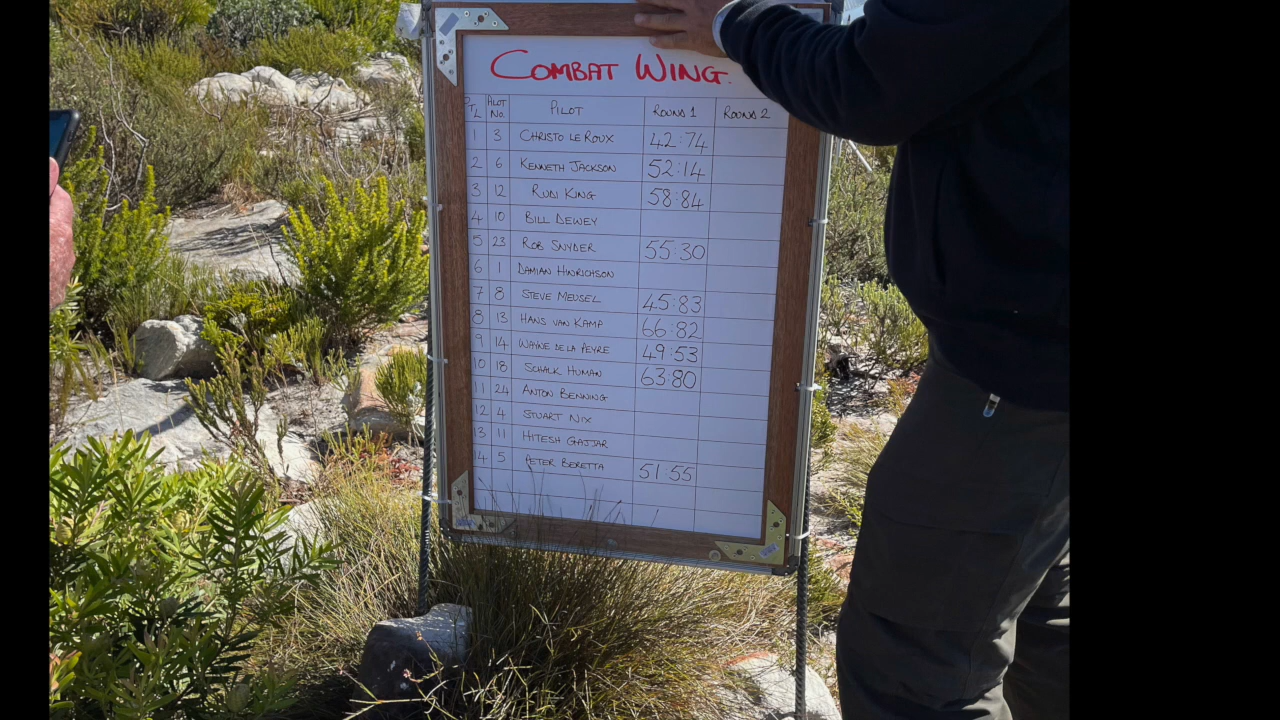 COMBAT WING.
PTL PILOT No. PILOT ROUND 1 ROUND 2
1 3 CHRISTO LE ROUX 42:74
2 6 KENNETH JACKSON 52:14
3 12 RUDI KING 58:84
4 10 BILL DEWEY
5 23 ROB SNYDER 55:30
6 1 DAMIAN HINRICHSON
7 8 STEVE MEUSEL 45:83
8 13 HANS VAN KAMP 66:82
9 14 WAYNE DE LA PEYRE 49:53
10 18 SCHALK HUMAN 63:80
11 24 ANTON BENNING
12 4 STUART NIX
13 11 HITESH GAJJAR
14 5 PETER BERETTA 51:55